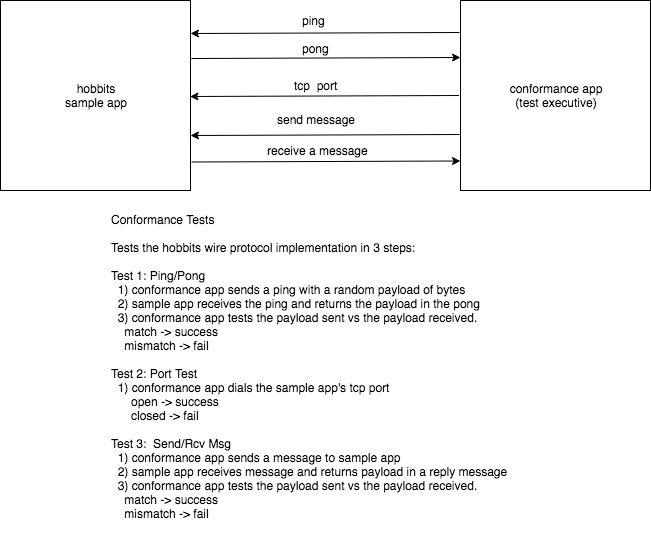 ping
pong
hobbits
sample app
tcp port
conformance app
(test executive)
send message
receive a message
Conformance Tests
Tests the hobbits wire protocol implementation in 3 steps:
Test 1: Ping/Pong
1) conformance app sends a ping with a random payload of bytes
2) sample app receives the ping and returns the payload in the pong
3) conformance app tests the payload sent vs the payload received.
match -> success
mismatch -> fail
Test 2: Port Test
1) conformance app dials the sample app's tcp port
open -> success
closed -> fail
Test 3: Send/Rcv Msg
1) conformance app sends a message to sample app
2) sample app receives message and returns payload in a reply message
3) conformance app tests the payload sent vs the payload received.
match -> success
mismatch -> fail